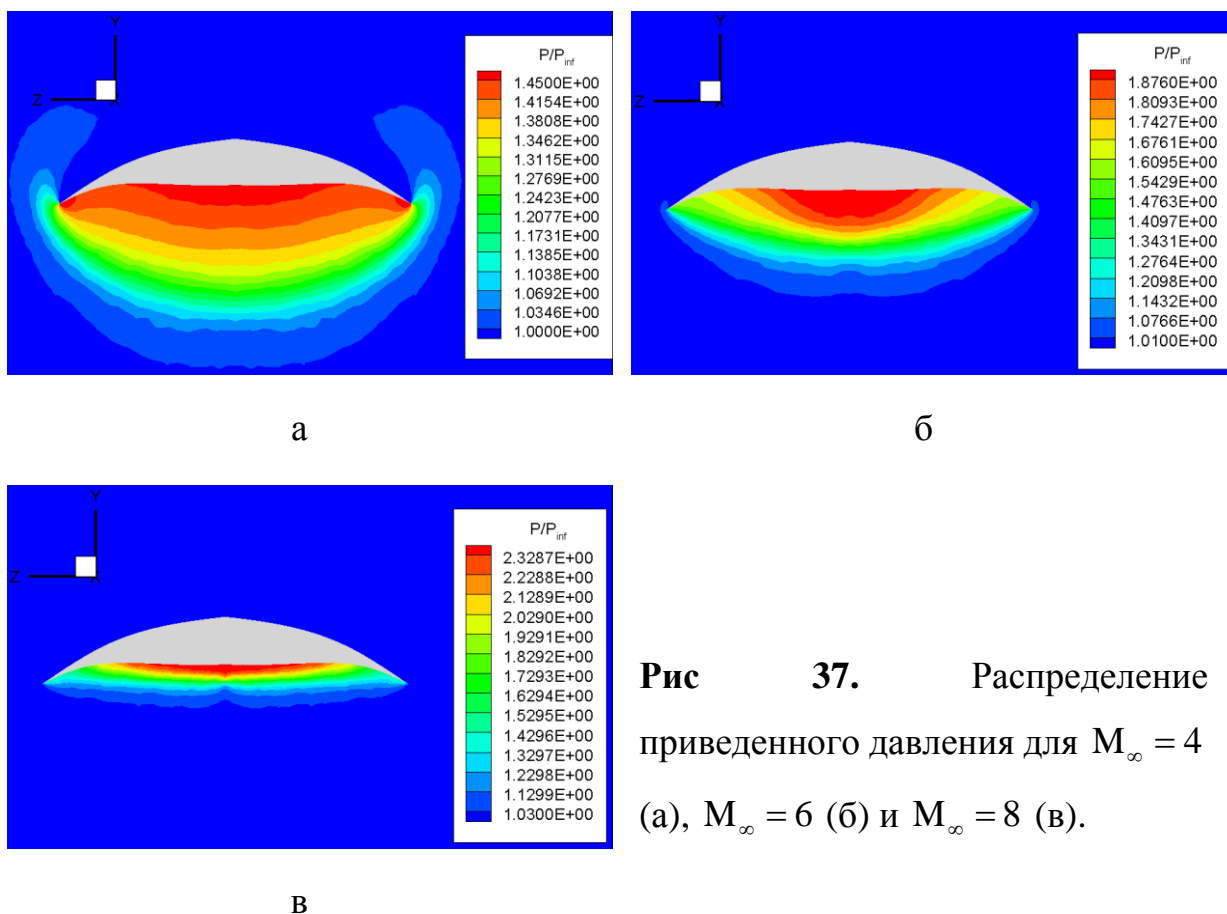 Y
Z
X
P/P_inf
1.4500E+00
1.4154E+00
1.3808E+00
1.3462E+00
1.3115E+00
1.2769E+00
1.2423E+00
1.2077E+00
1.1731E+00
1.1385E+00
1.1038E+00
1.0692E+00
1.0346E+00
1.0000E+00
а
Y
Z
X
P/P_inf
1.8760E+00
1.8093E+00
1.7427E+00
1.6761E+00
1.6095E+00
1.5429E+00
1.4763E+00
1.4097E+00
1.3431E+00
1.2764E+00
1.2098E+00
1.1432E+00
1.0766E+00
1.0100E+00
б
Y
Z
X
P/P_inf
2.3287E+00
2.2288E+00
2.1289E+00
2.0290E+00
1.9291E+00
1.8292E+00
1.7293E+00
1.6294E+00
1.5295E+00
1.4296E+00
1.3297E+00
1.2298E+00
1.1299E+00
1.0300E+00
в
Рис 37. Распределение
приведенного давления для M_∞ = 4
(а), M_∞ = 6 (б) и M_∞ = 8 (в).